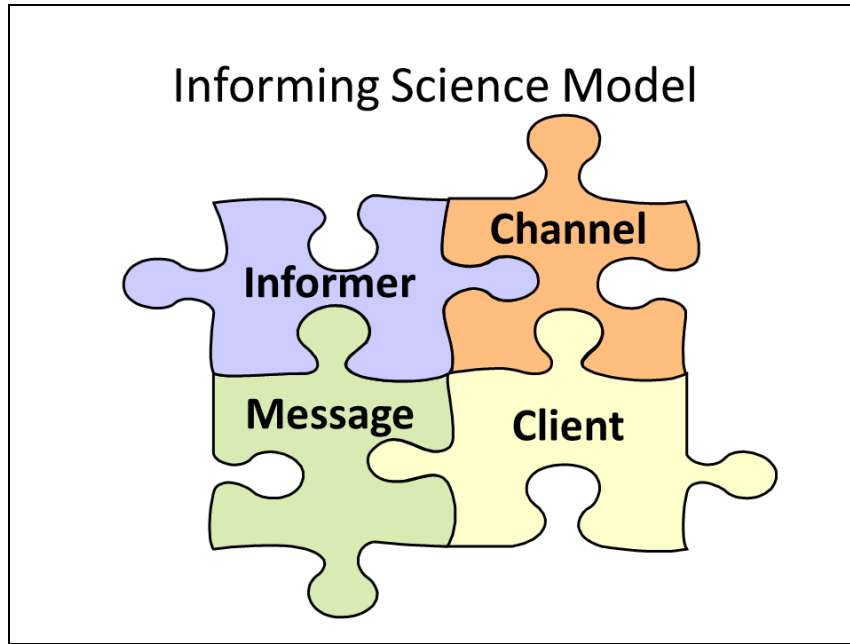 Informing Science Model
Channel
Informer
Message
Client